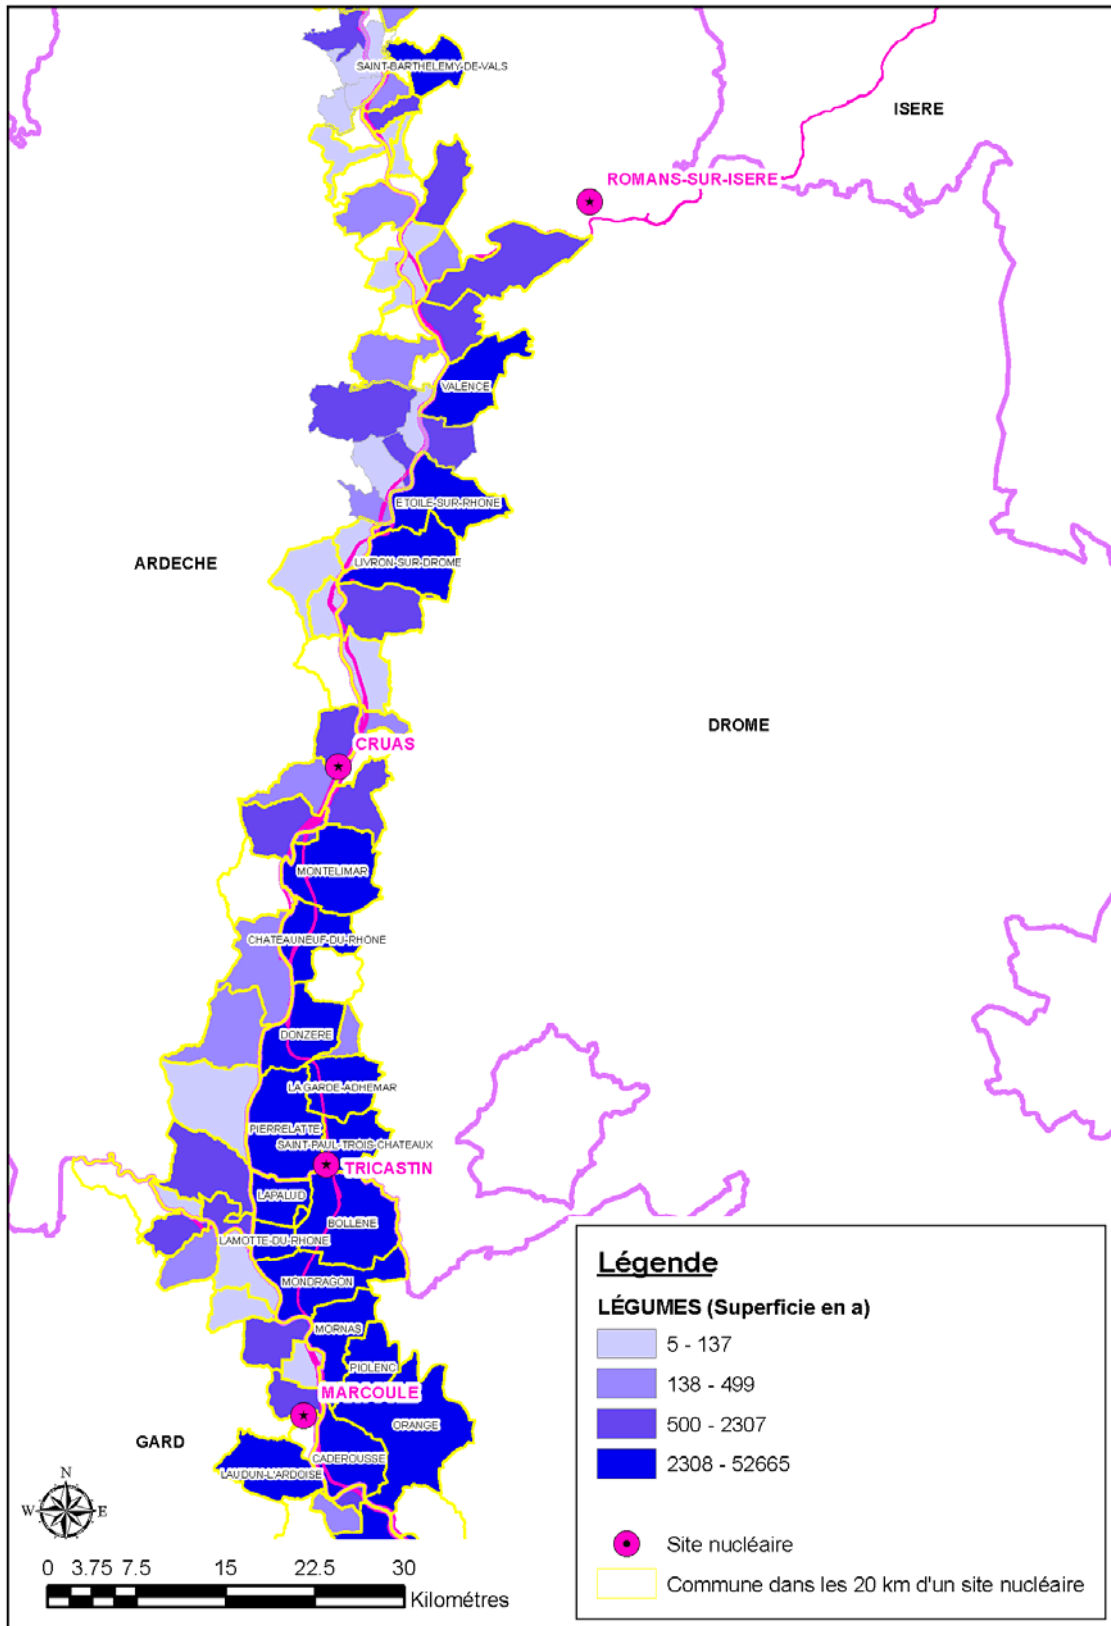 SAINT-BARTHELEMY-DE-VALS
ISERE
ROMANS-SUR-ISERE
VALENCE
ETOILE-SUR-RHONE
ARDECHE
LIVRON-SUR-DROME
DROME
CRUAS
MONTELIMAR
CHATEAUNEUF-DU-RHONE
DONZERE
LA GARDE-ADHEMAR
PIERRELATTE
SAINT-PAUL-TROIS-CHATEAUX
TRICASTIN
LAPALUD
BOLLENE
LAMOTTE-DU-RHONE
MONDRAGON
MORNAS
PIOLENC
MARCOULE
ORANGE
GARD
CADEROUSSE
LAUDUN-L'ARDOISE
N
W E
S
0 3.75 7.5 15 22.5 30
Kilométres
Légende
LÉGUMES (Superficie en a)
5 - 137
138 - 499
500 - 2307
2308 - 52665
Site nucléaire
Commune dans les 20 km d'un site nucléaire